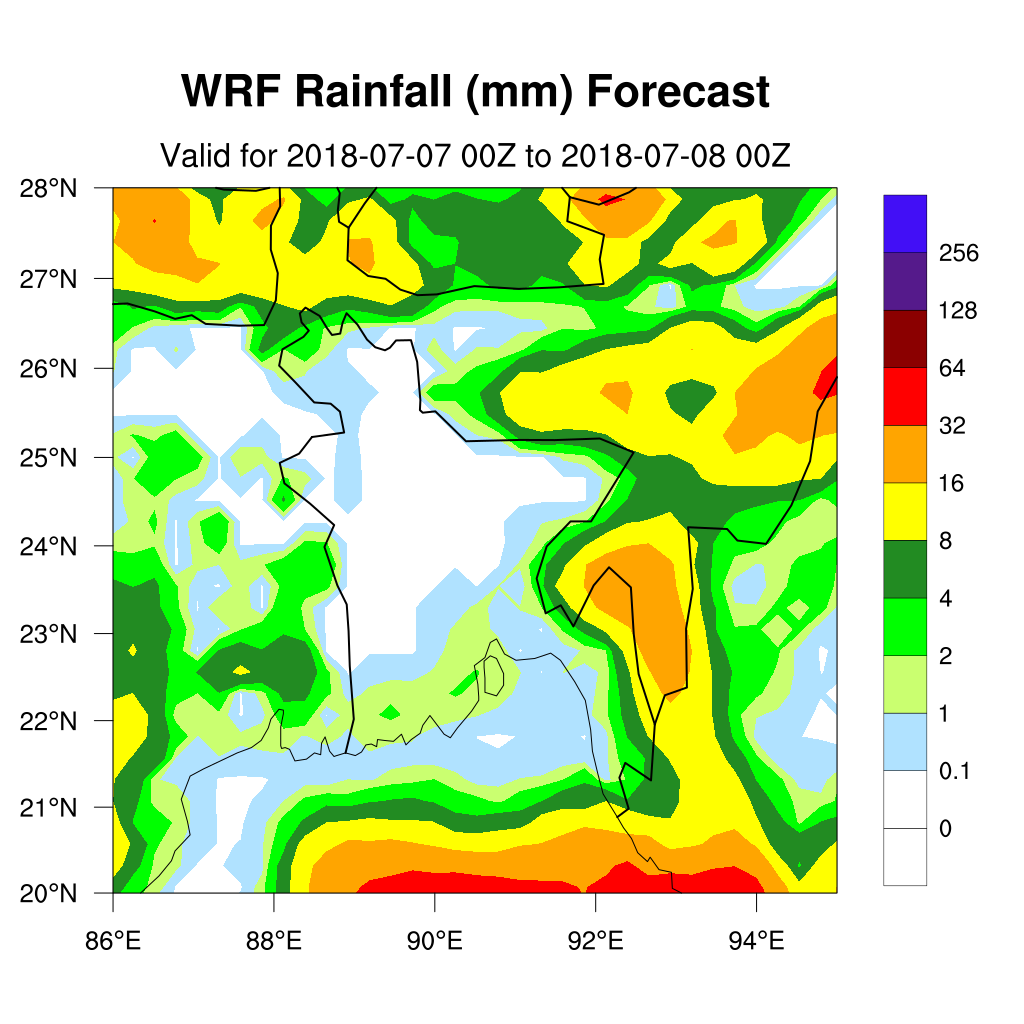 WRF Rainfall (mm) Forecast
Valid for 2018-07-07 00Z to 2018-07-08 00Z
28°N
27°N
26°N
25°N
24°N
23°N
22°N
21°N
20°N
86°E
88°E
90°E
92°E
94°E
256
128
64
32
16
8
4
2
1
0.1
0